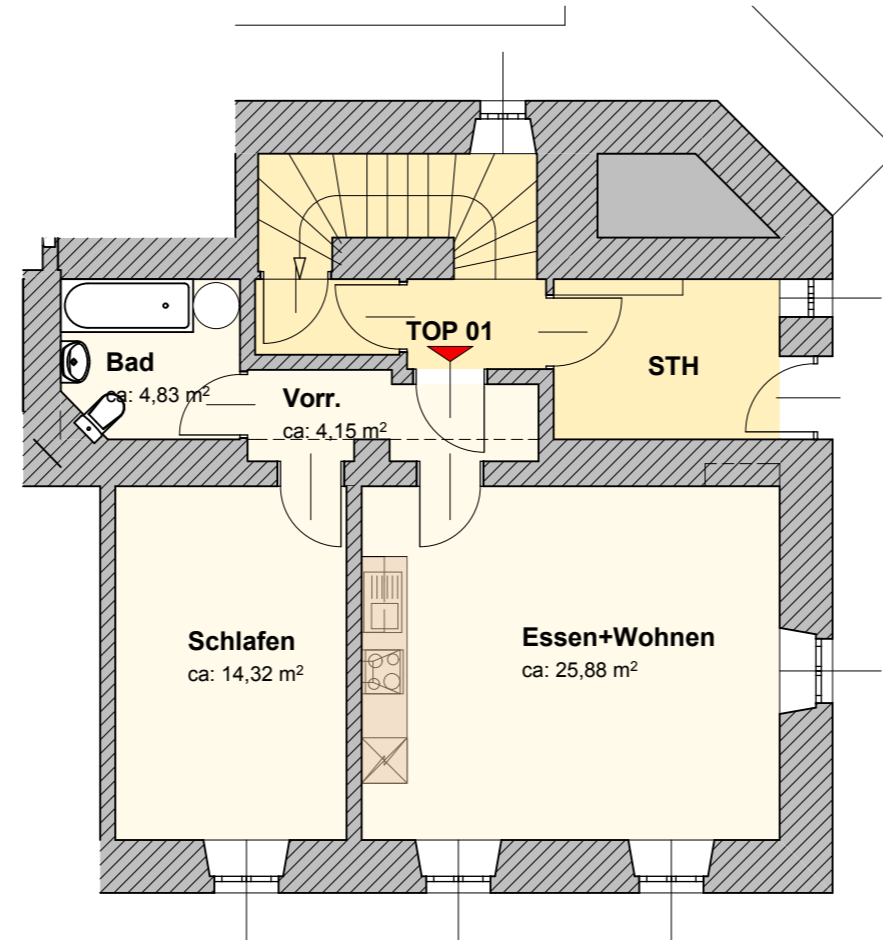 TOP 01
STH
Bad
ca: 4,83 m²
Vorr.
ca: 4,15 m²
Schlafen
ca: 14,32 m²
Essen+Wohnen
ca: 25,88 m²